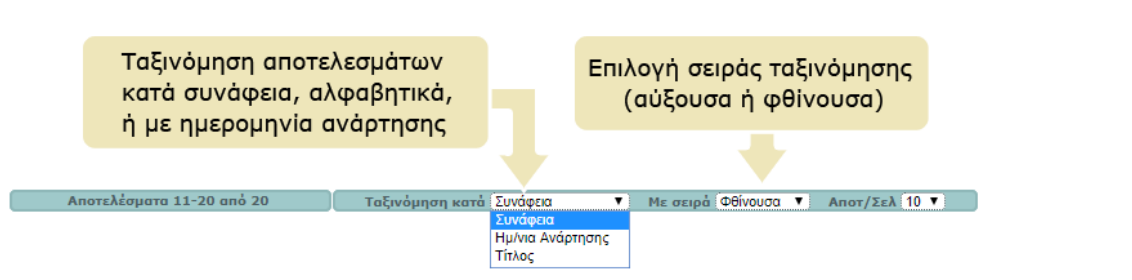 Ταξινόμηση αποτελεσμάτων
κατά συνάφεια, αλφαβητικά,
ή με ημερομηνία ανάρτησης
Επιλογή σειράς ταξινόμησης
(αύξουσα ή φθίνουσα)
Αποτελέσματα 11-20 από 20 Ταξινόμηση κατά Συνάφεια Με σειρά Φθίνουσα Αποτ/Σελ 10
Συνάφεια
Ημ/νια Ανάρτησης
Τίτλος